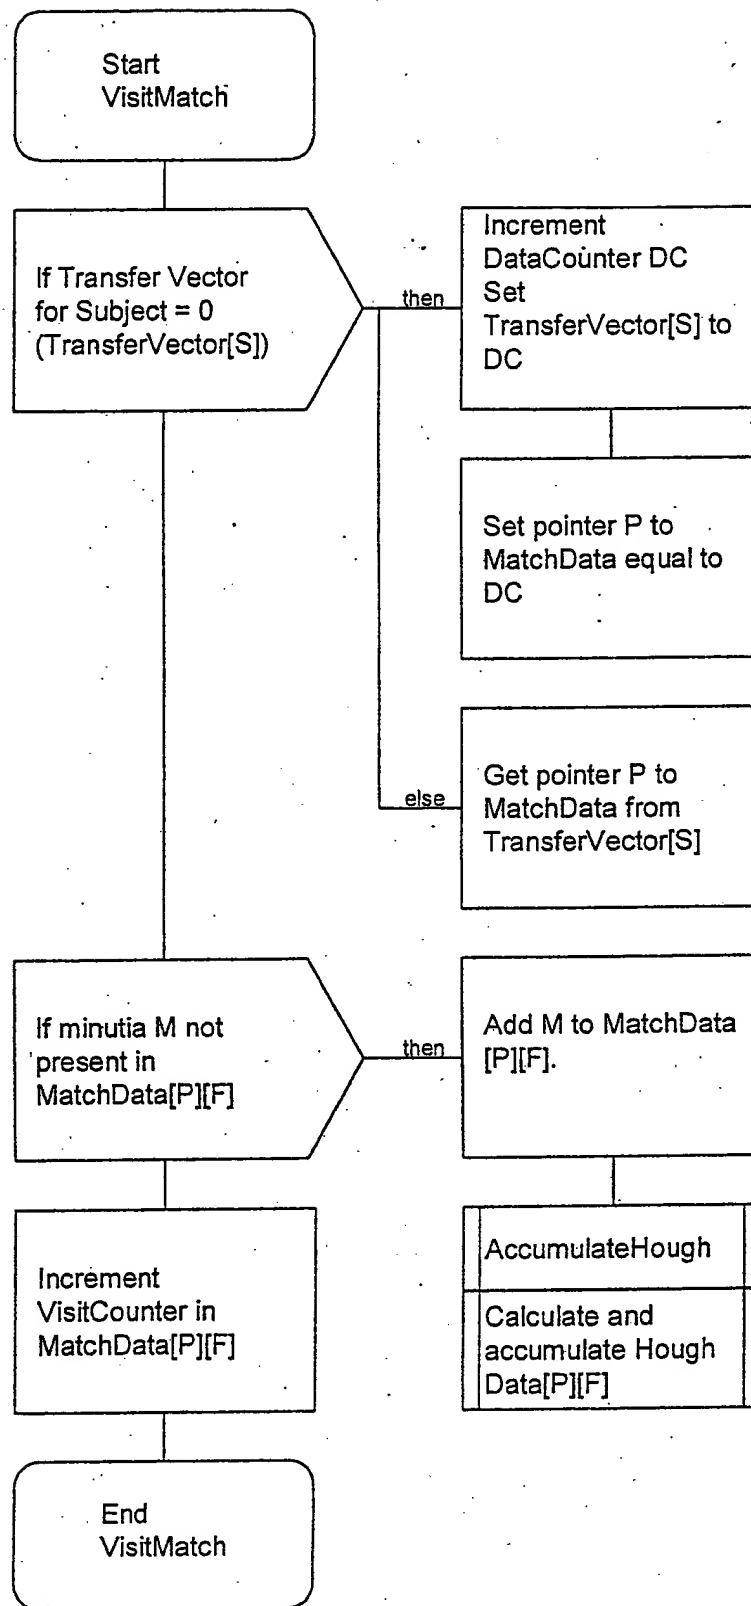 Start
VisitMatch
If Transfer Vector
for Subject = 0
(TransferVector[S])
then
Increment
DataCounter DC
Set
TransferVector[S] to
DC
Set pointer P to
MatchData equal to
DC
else
Get pointer P to
MatchData from
TransferVector[S]
If minutia M not
present in
MatchData[P][F]
then
Add M to MatchData
[P][F].
AccumulateHough
Calculate and
accumulate Hough
Data[P][F]
Increment
VisitCounter in
MatchData[P][F]
End
VisitMatch